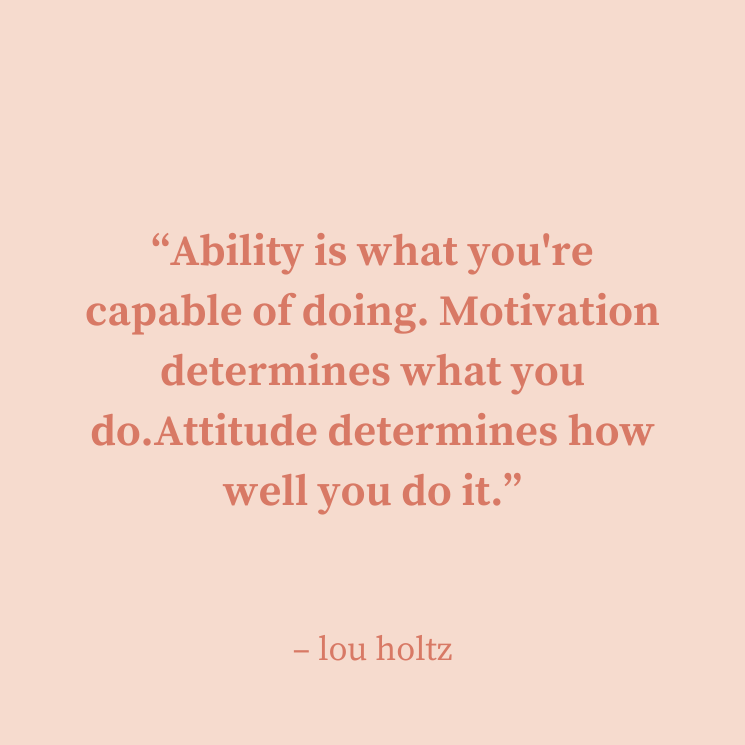 “Ability is what you're
capable of doing. Motivation
determines what you
do.Attitude determines how
well you do it.”
– lou holtz